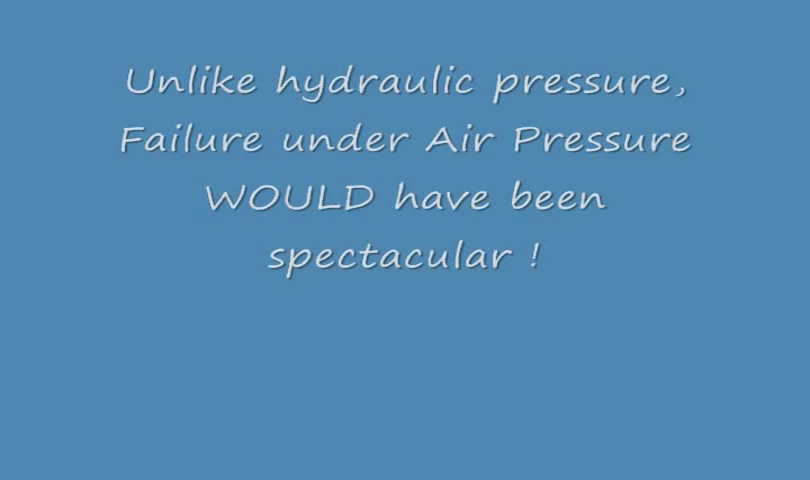 Unlike hydraulic pressure,
Failure under Air Pressure
WOULD have been
spectacular !